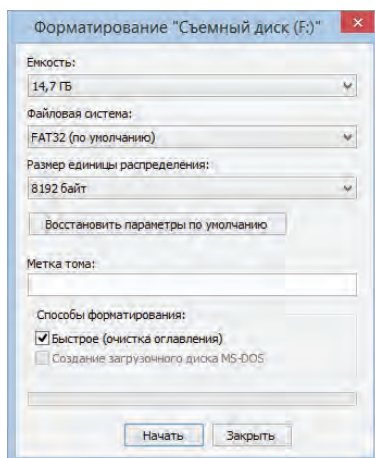 Форматирование "Съемный диск (F:)"
Емкость:
14,7 ГБ
Файловая система:
FAT32 (по умолчанию)
Размер единицы распределения:
8192 байт
Восстановить параметры по умолчанию
Метка тома:
Способы форматирования:
Быстрое (очистка оглавления)
Создание загрузочного диска MS-DOS
Начать
Закрыть